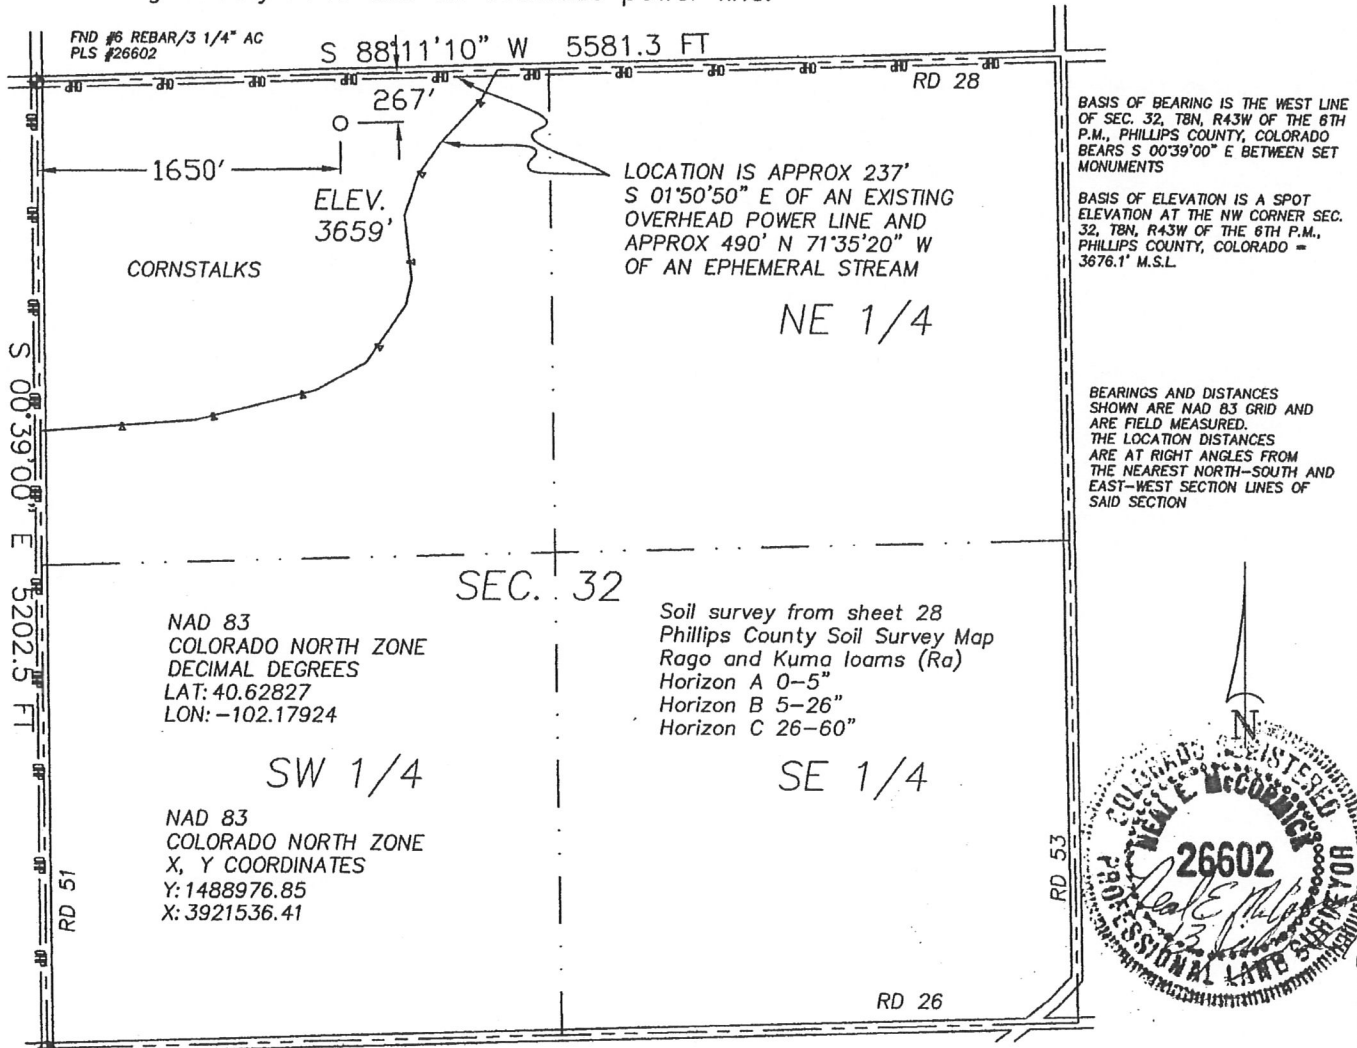 FND #6 REBAR/3 1/4" AC
PLS #26602
S 88°11'10" W 5581.3 FT
RD 28
267'
1650'
ELEV.
3659'
CORNSTALKS
LOCATION IS APPROX 237'
S 01°50'50" E OF AN EXISTING
OVERHEAD POWER LINE AND
APPROX 490' N 71°35'20" W
OF AN EPHEMERAL STREAM
NE 1/4
BASIS OF BEARING IS THE WEST LINE
OF SEC. 32, T8N, R43W OF THE 6TH
P.M., PHILLIPS COUNTY, COLORADO
BEARS S 00°39'00" E BETWEEN SET
MONUMENTS
BASIS OF ELEVATION IS A SPOT
ELEVATION AT THE NW CORNER SEC.
32, T8N, R43W OF THE 6TH P.M.,
PHILLIPS COUNTY, COLORADO =
3676.1' M.S.L.
BEARINGS AND DISTANCES
SHOWN ARE NAD 83 GRID AND
ARE FIELD MEASURED.
THE LOCATION DISTANCES
ARE AT RIGHT ANGLES FROM
THE NEAREST NORTH-SOUTH AND
EAST-WEST SECTION LINES OF
SAID SECTION
S 00°39'00" E 5202.5 FT
SEC. 32
NAD 83
COLORADO NORTH ZONE
DECIMAL DEGREES
LAT: 40.62827
LON: -102.17924
SW 1/4
NAD 83
COLORADO NORTH ZONE
X, Y COORDINATES
Y: 1488976.85
X: 3921536.41
RD 51
Soil survey from sheet 28
Phillips County Soil Survey Map
Rago and Kuma loams (Ra)
Horizon A 0-5"
Horizon B 5-26"
Horizon C 26-60"
SE 1/4
RD 53
RD 26
N
COLORADO REGISTERED
NEAL E. McCORMICK
26602
PROFESSIONAL LAND SURVEYOR